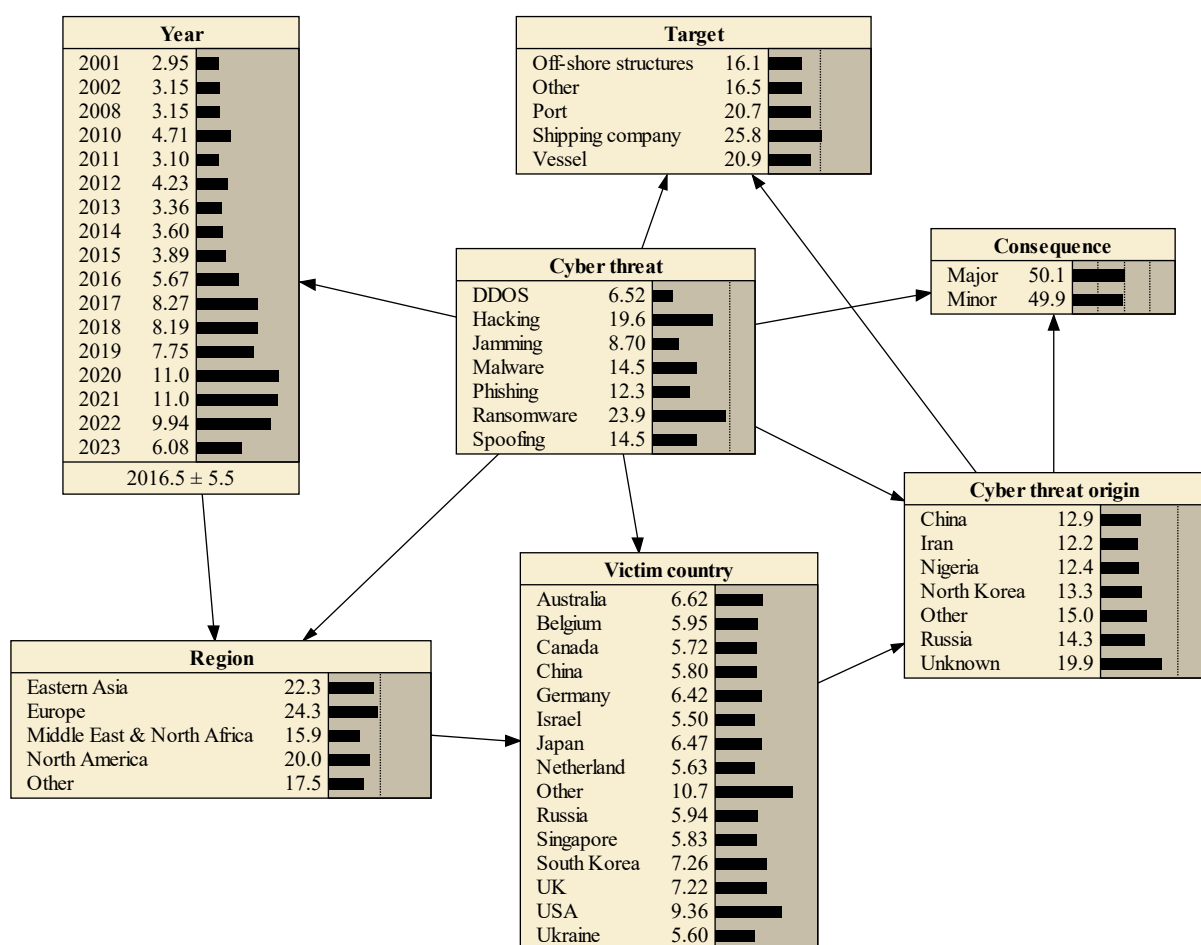 Year
2001 2.95
2002 3.15
2008 3.15
2010 4.71
2011 3.10
2012 4.23
2013 3.36
2014 3.60
2015 3.89
2016 5.67
2017 8.27
2018 8.19
2019 7.75
2020 11.0
2021 11.0
2022 9.94
2023 6.08
2016.5 ± 5.5
Target
Off-shore structures 16.1
Other 16.5
Port 20.7
Shipping company 25.8
Vessel 20.9
Cyber threat
DDOS 6.52
Hacking 19.6
Jamming 8.70
Malware 14.5
Phishing 12.3
Ransomware 23.9
Spoofing 14.5
Consequence
Major 50.1
Minor 49.9
Cyber threat origin
China 12.9
Iran 12.2
Nigeria 12.4
North Korea 13.3
Other 15.0
Russia 14.3
Unknown 19.9
Region
Eastern Asia 22.3
Europe 24.3
Middle East & North Africa 15.9
North America 20.0
Other 17.5
Victim country
Australia 6.62
Belgium 5.95
Canada 5.72
China 5.80
Germany 6.42
Israel 5.50
Japan 6.47
Netherland 5.63
Other 10.7
Russia 5.94
Singapore 5.83
South Korea 7.26
UK 7.22
USA 9.36
Ukraine 5.60